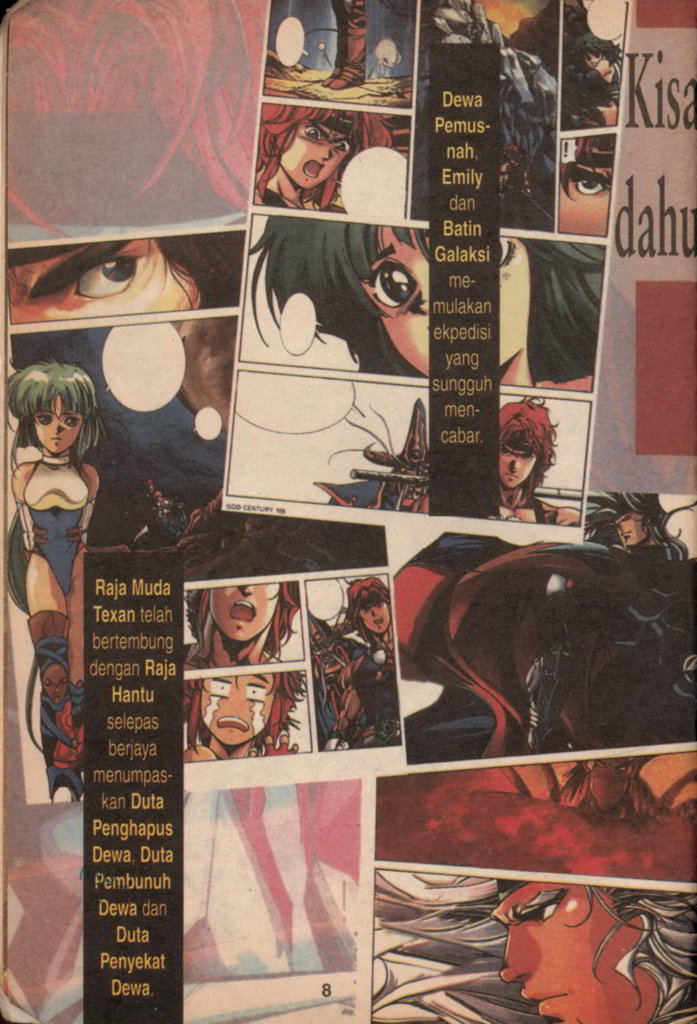 Kisa
dahu
Dewa
Pemus-
nah,
Emily
dan
Batin
Galaksi
me-
mulakan
ekpedisi
yang
sungguh
men-
cabar.
!
GOD CENTURY 18
Raja Muda
Texan telah
bertembung
dengan Raja
Hantu
selepas
berjaya
menumpas-
kan Duta
Penghapus
Dewa, Duta
Pembunuh
Dewa dan
Duta
Penyekat
Dewa.
8